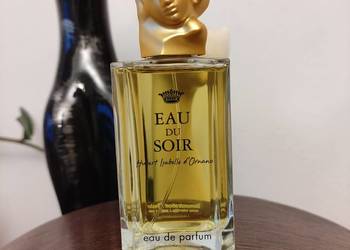 EAU
DU
SOIR
Hubert Isabelle d'Ornano
eau de parfum